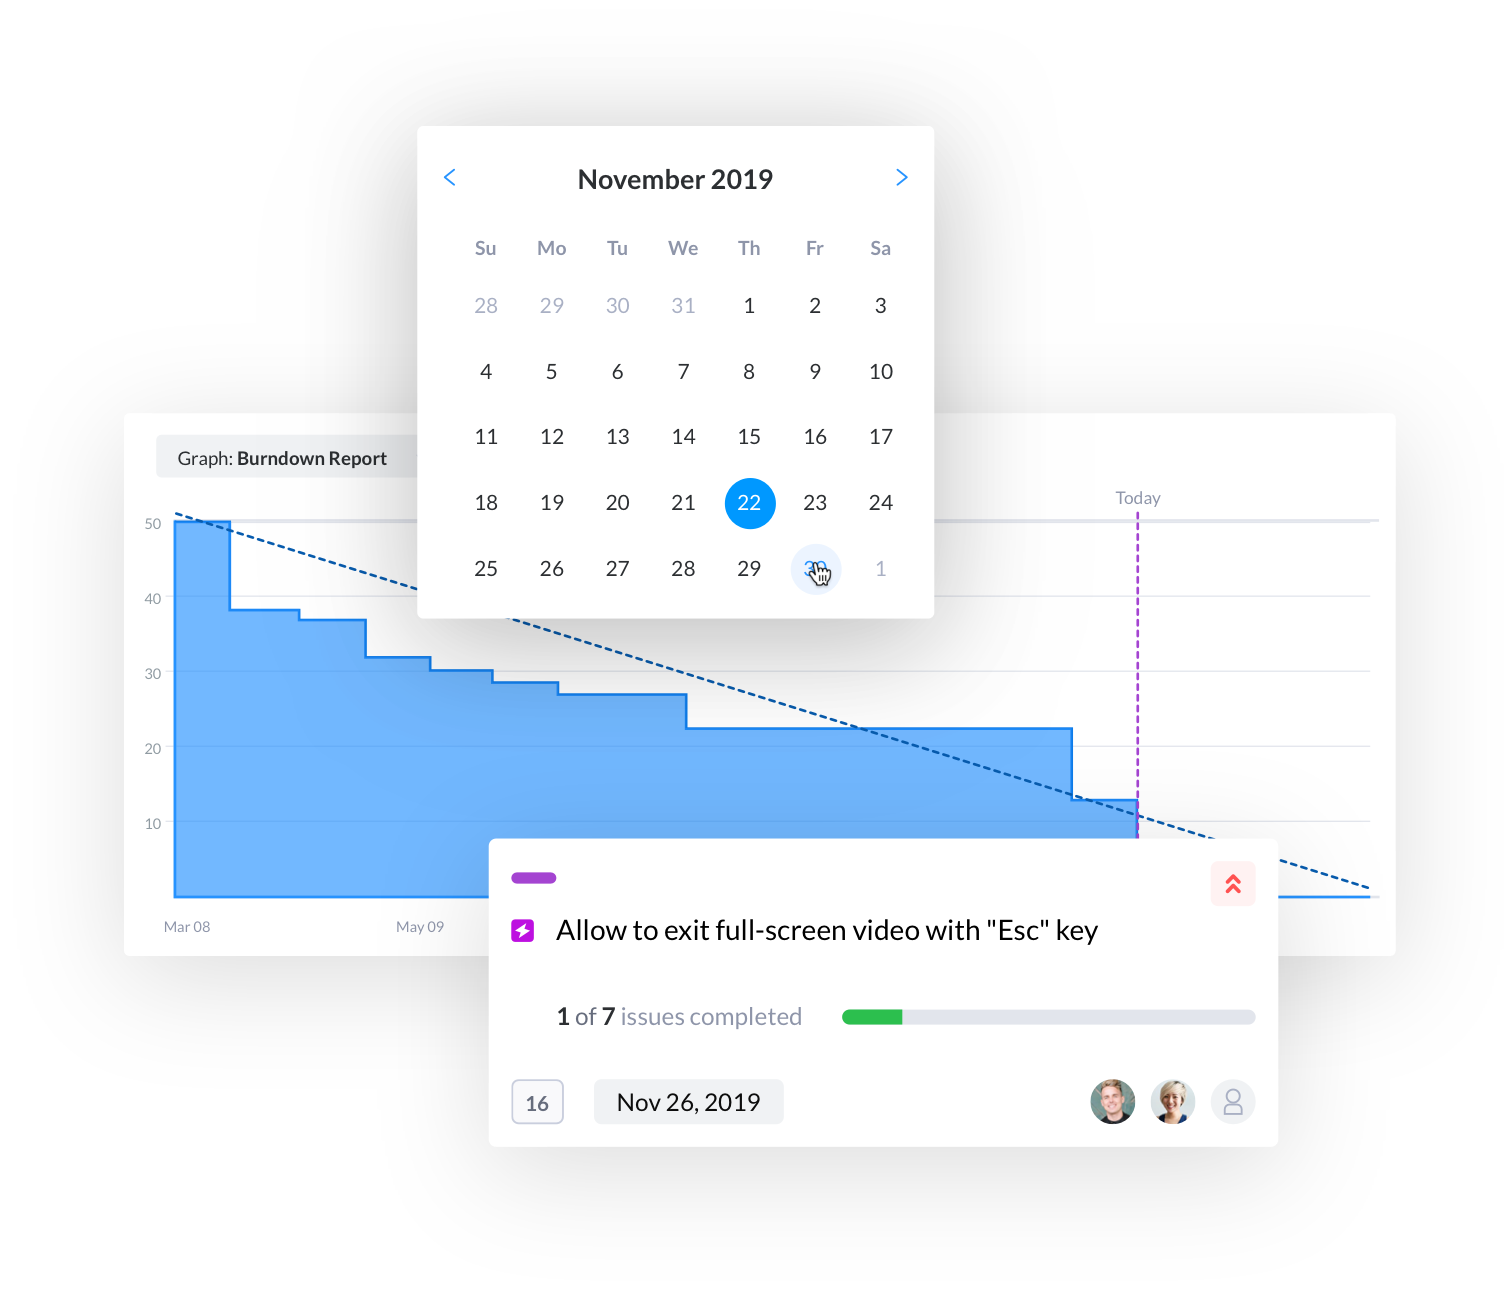 November 2019
Su Mo Tu We Th Fr Sa
28 29 30 31 1 2 3
4 5 6 7 8 9 10
11 12 13 14 15 16 17
18 19 20 21 22 23 24
25 26 27 28 29 30 1
Graph: Burndown Report
Today
50
40
30
20
10
Mar 08 May 09
Allow to exit full-screen video with "Esc" key
1 of 7 issues completed
16 Nov 26, 2019